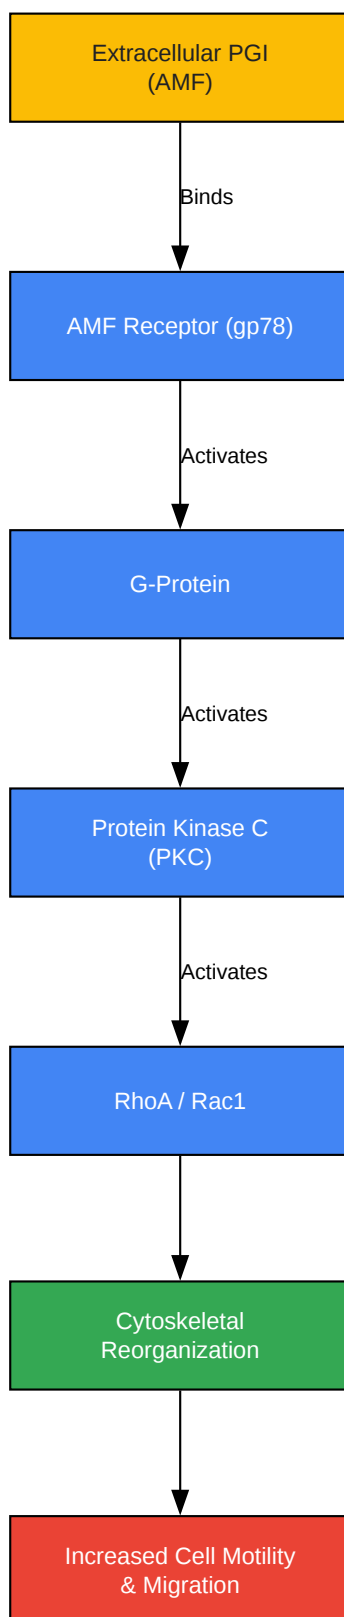 Extracellular PGI
(AMF)
Binds
AMF Receptor (gp78)
Activates
G-Protein
Activates
Protein Kinase C
(PKC)
Activates
RhoA / Rac1
Cytoskeletal
Reorganization
Increased Cell Motility
& Migration